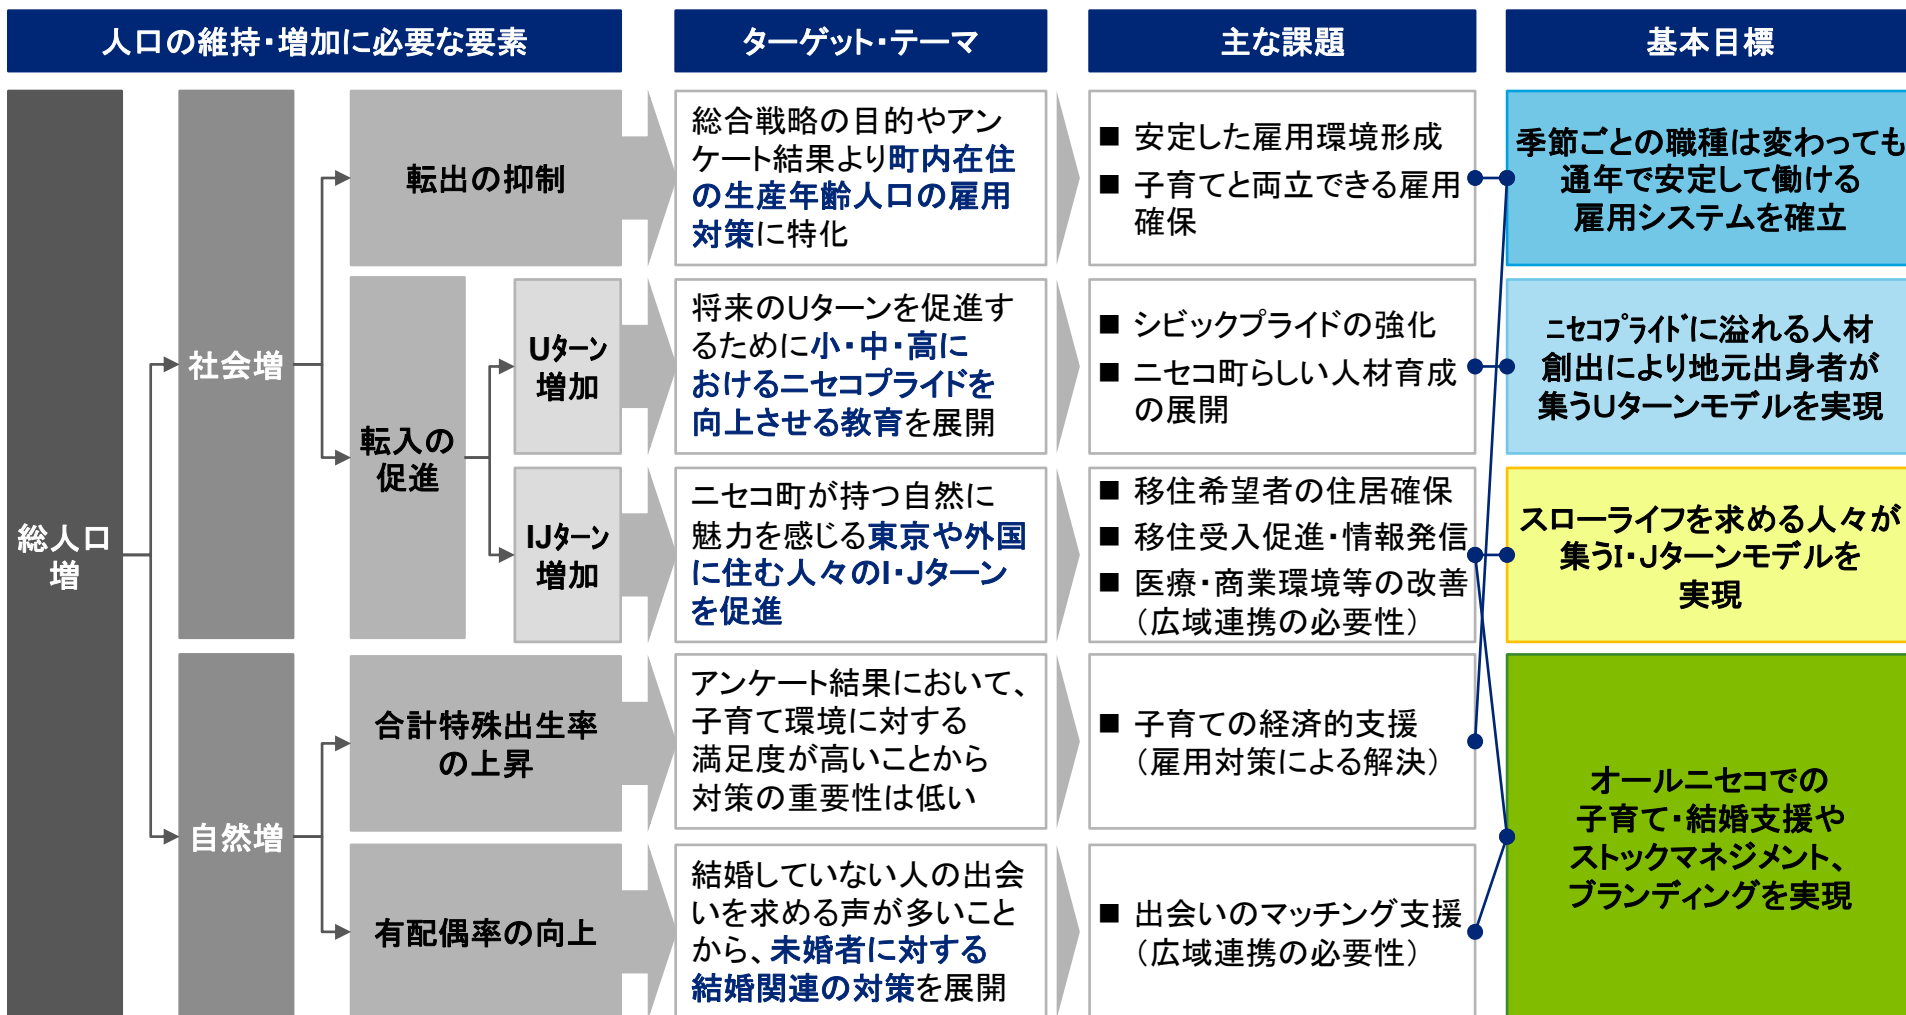 人口の維持・増加に必要な要素
ターゲット・テーマ
主な課題
基本目標
総人口
増
社会増
自然増
転出の抑制
転入の
促進
Uターン
増加
IJターン
増加
合計特殊出生率
の上昇
有配偶率の向上
総合戦略の目的やアン
ケート結果より町内在住
の生産年齢人口の雇用
対策に特化
将来のUターンを促進す
るために小・中・高に
おけるニセコプライドを
向上させる教育を展開
ニセコ町が持つ自然に
魅力を感じる東京や外国
に住む人々のI・Jターン
を促進
アンケート結果において、
子育て環境に対する
満足度が高いことから
対策の重要性は低い
結婚していない人の出会
いを求める声が多いこと
から、未婚者に対する
結婚関連の対策を展開
■ 安定した雇用環境形成
■ 子育てと両立できる雇用
確保
■ シビックプライドの強化
■ ニセコ町らしい人材育成
の展開
■ 移住希望者の住居確保
■ 移住受入促進・情報発信
■ 医療・商業環境等の改善
（広域連携の必要性）
■ 子育ての経済的支援
（雇用対策による解決）
■ 出会いのマッチング支援
（広域連携の必要性）
季節ごとの職種は変わっても
通年で安定して働ける
雇用システムを確立
ﾆｾｺﾌﾟﾗｲﾄﾞに溢れる人材
創出により地元出身者が
集うUターンモデルを実現
スローライフを求める人々が
集うI・Jターンモデルを
実現
オールニセコでの
子育て・結婚支援や
ストックマネジメント、
ブランディングを実現